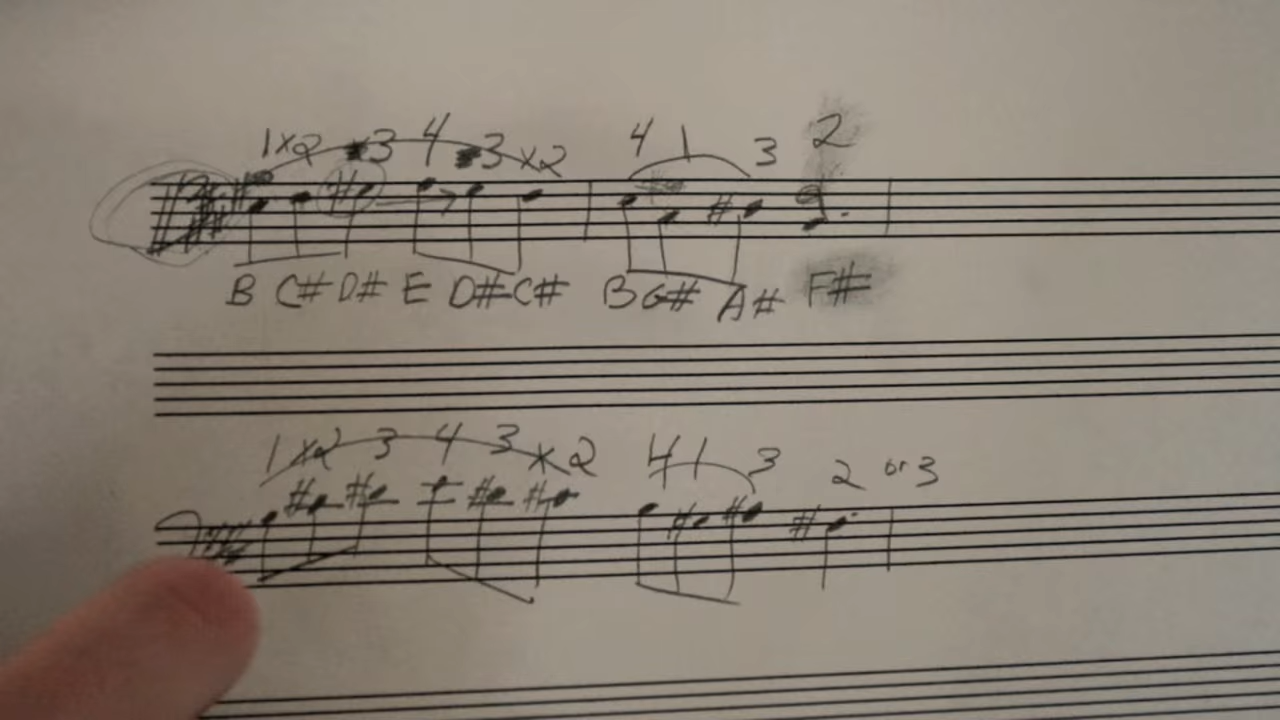 1 x 2 3 4 3 x 2 4 1 3 2
B C# D# E D# C# B G# A# F#
1 x 2 3 4 3 x 2 4 1 3 2 or 3